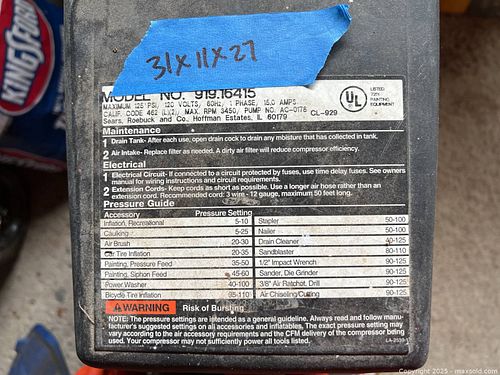 KINGSFORD
31x11x27
MODEL NO. 919.16415
MAXIMUM 125 PSI, 120 VOLTS, 60Hz, 1 PHASE, 15.0 AMPS
CALIF. CODE 462 (L)(2), MAX. RPM 3450, PUMP AC-0178
Sears, Roebuck and Co. Hoffman Estates, IL 60179
CL-929
UL
LISTED
PAINTING
EQUIPMENT
Maintenance
1 Drain Tank- After each use, open drain cock to drain any moisture that has collected in tank.
2 Air Intake- Replace filter as needed. A dirty air filter will reduce compressor efficiency.
Electrical
1 Electrical Circuit- If connected to a circuit protected by fuses, use time delay fuses. See owners
manual for wiring instructions and circuit requirements.
2 Extension Cords- Keep cords as short as possible. Use a longer air hose rather than an
extension cord. Recommended cord: 3 wire - 12 gauge, maximum 50 feet long.
Pressure Guide
Accessory Pressure Setting
Inflation, Recreational 5-10 Stapler 50-100
Caulking 5-25 Nailer 50-100
Air Brush 20-30 Drain Cleaner 40-125
Car Tire Inflation 20-35 Sandblaster 80-110
Painting, Pressure Feed 35-50 1/2" Impact Wrench 90-125
Painting, Siphon Feed 45-60 Sander, Die Grinder 90-125
Power Washer 40-100 3/8" Air Ratchet, Drill 90-125
Bicycle Tire Inflation 65-110 Air Chiseling/Cutting 90-125
WARNING Risk of Bursting
NOTE: The pressure settings are intended as a general guideline. Always read and follow manu-
facturer's suggested settings on all accessories and inflatables. The exact pressure setting may
vary according to the air accessory requirements and the CFM delivery of the compressor being
used. Your compressor may not sufficiently power all tools listed.